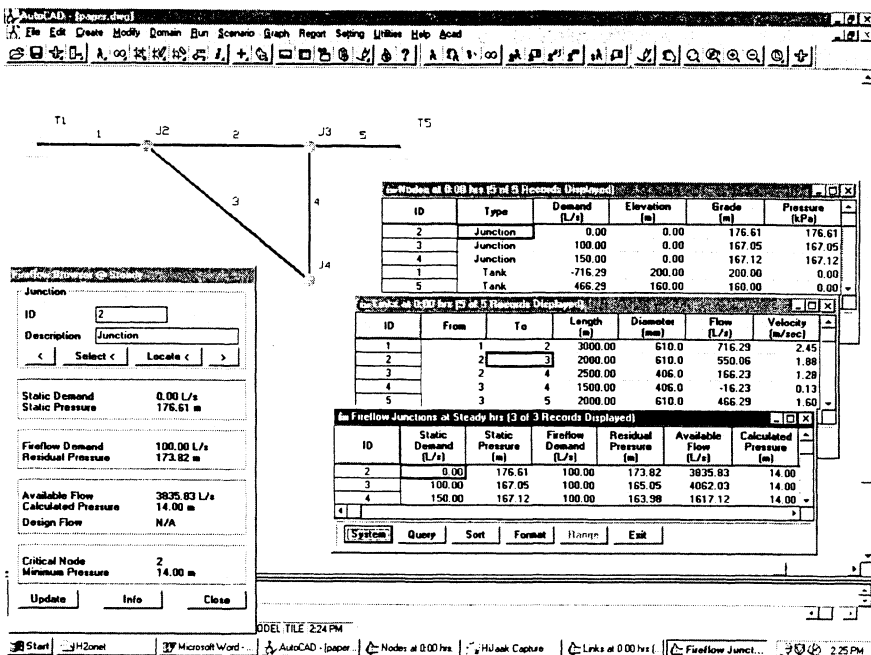 AutoCAD - [paper.dwg]
File Edit Create Modify Domain Run Scenario Graph Report Setting Utilities Help Acad
T1 1 J2 2 J3 5 T5
3 4
J4
Nodes at 0:00 hrs (5 of 5 Records Displayed)
ID Type Demand (L/s) Elevation (m) Grade (m) Pressure (kPa)
2 Junction 0.00 0.00 176.61 176.61
3 Junction 100.00 0.00 167.05 167.05
4 Junction 150.00 0.00 167.12 167.12
1 Tank -716.29 200.00 200.00 0.00
5 Tank 466.29 160.00 160.00 0.00
Links at 0:00 hrs (5 of 5 Records Displayed)
ID From To Length (m) Diameter (mm) Flow (L/s) Velocity (m/sec)
1 1 2 3000.00 610.0 716.29 2.45
2 2 3 2000.00 610.0 550.06 1.88
3 2 4 2500.00 406.0 166.23 1.28
4 3 4 1500.00 406.0 -16.23 0.13
5 3 5 2000.00 610.0 466.29 1.60
Fireflow Junctions at Steady hrs (3 of 3 Records Displayed)
ID Static Demand (L/s) Static Pressure (m) Fireflow Demand (L/s) Residual Pressure (m) Available Flow (L/s) Calculated Pressure (m)
2 0.00 176.61 100.00 173.82 3835.83 14.00
3 100.00 167.05 100.00 165.05 4062.03 14.00
4 150.00 167.12 100.00 163.98 1617.12 14.00
System Query Sort Format Range Exit
Fireflow Browser @ Steady
Junction
ID 2
Description Junction
< Select < Locate < >
Static Demand 0.00 L/s
Static Pressure 176.61 m
Fireflow Demand 100.00 L/s
Residual Pressure 173.82 m
Available Flow 3835.83 L/s
Calculated Pressure 14.00 m
Design Flow N/A
Critical Node 2
Minimum Pressure 14.00 m
Update Info Close
ODEL TILE 2:24 PM
Start H2onet Microsoft Word - ... AutoCAD - [paper... Nodes at 0:00 hrs HiJaak Capture Links at 0:00 hrs (... Fireflow Junct... 2:25 PM